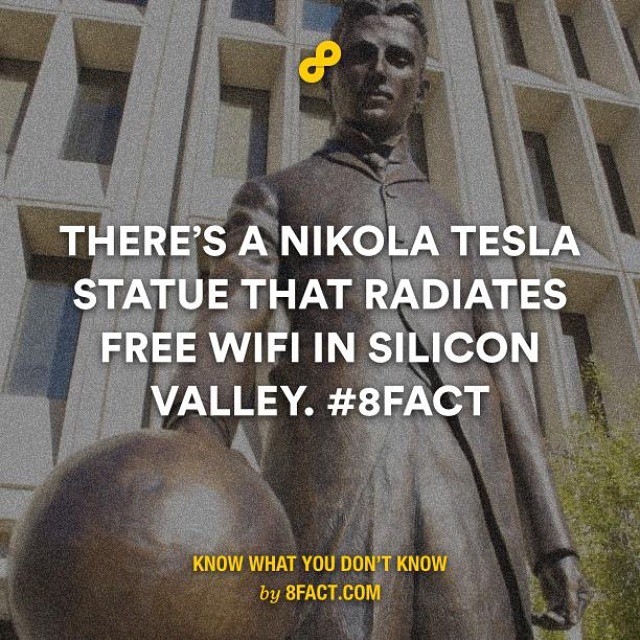 THERE'S A NIKOLA TESLA
STATUE THAT RADIATES
FREE WIFI IN SILICON
VALLEY. #8FACT
KNOW WHAT YOU DON'T KNOW
by 8FACT.COM